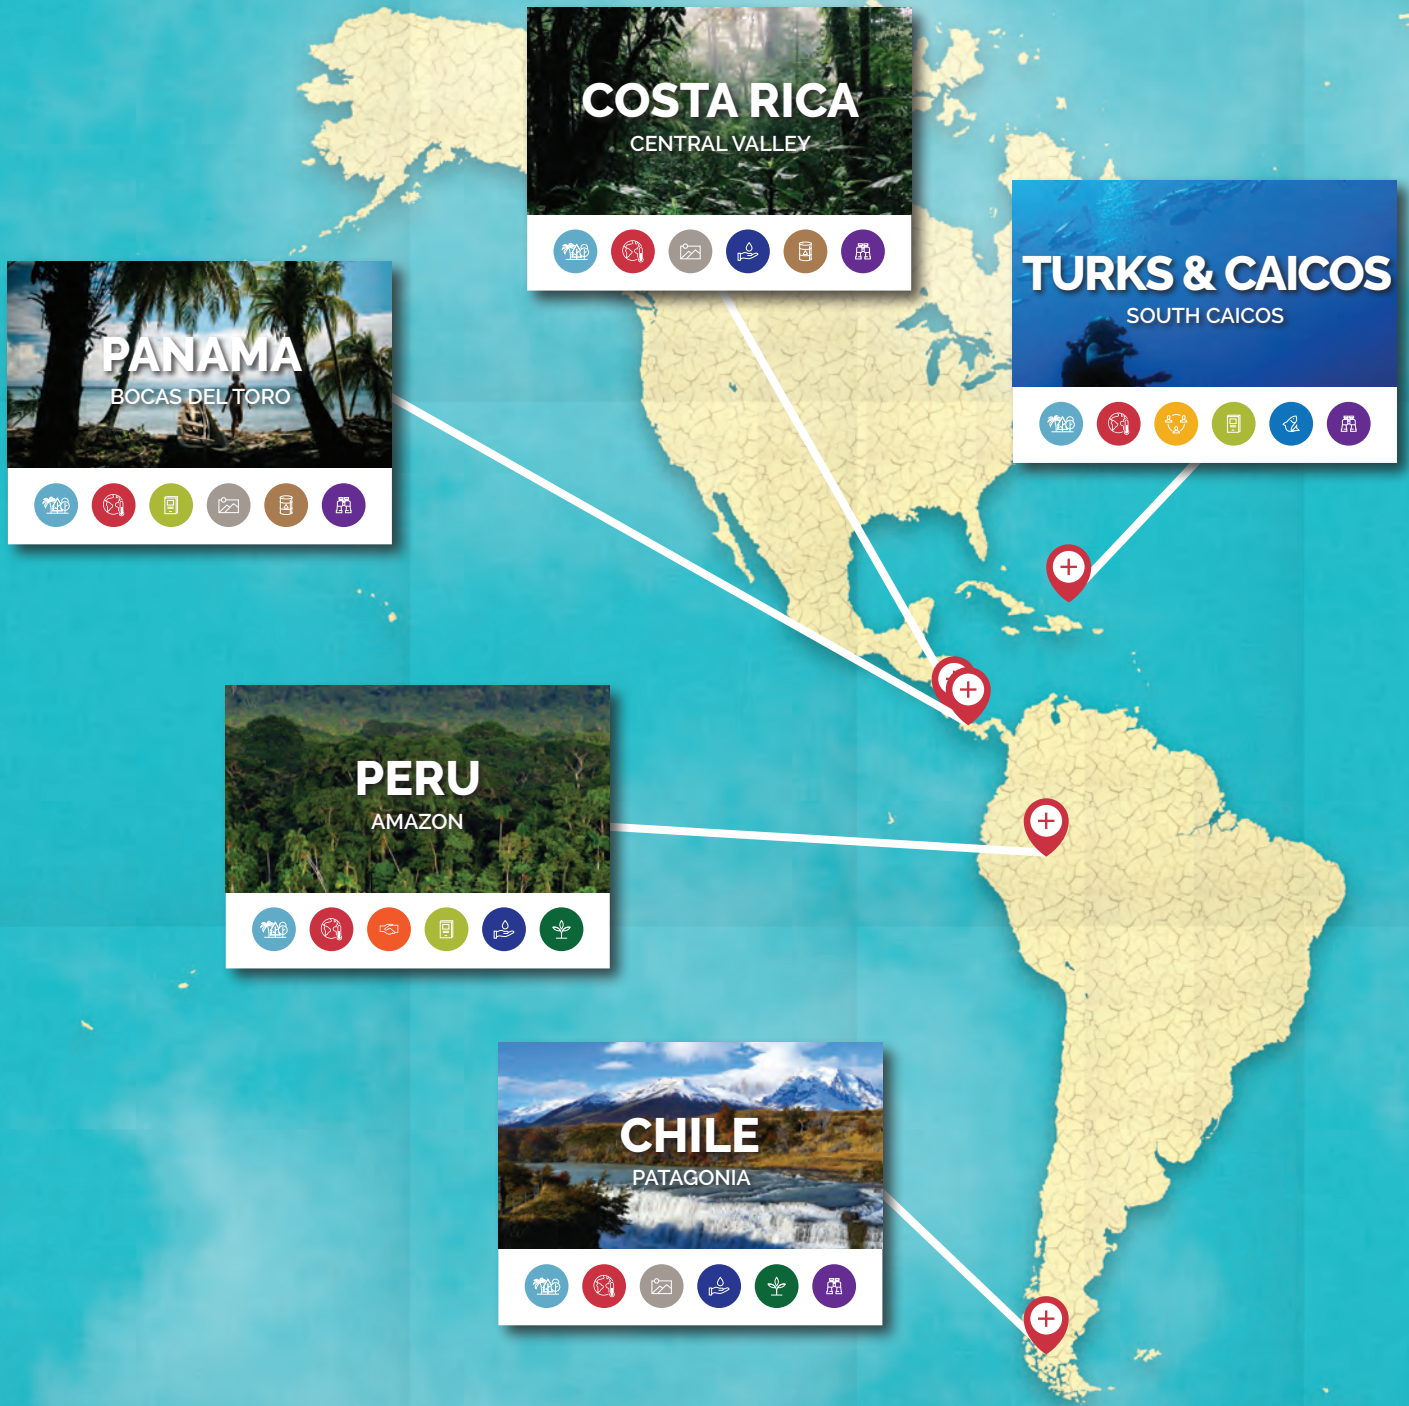 COSTA RICA
CENTRAL VALLEY
TURKS & CAICOS
SOUTH CAICOS
PANAMA
BOCAS DEL TORO
PERU
AMAZON
CHILE
PATAGONIA